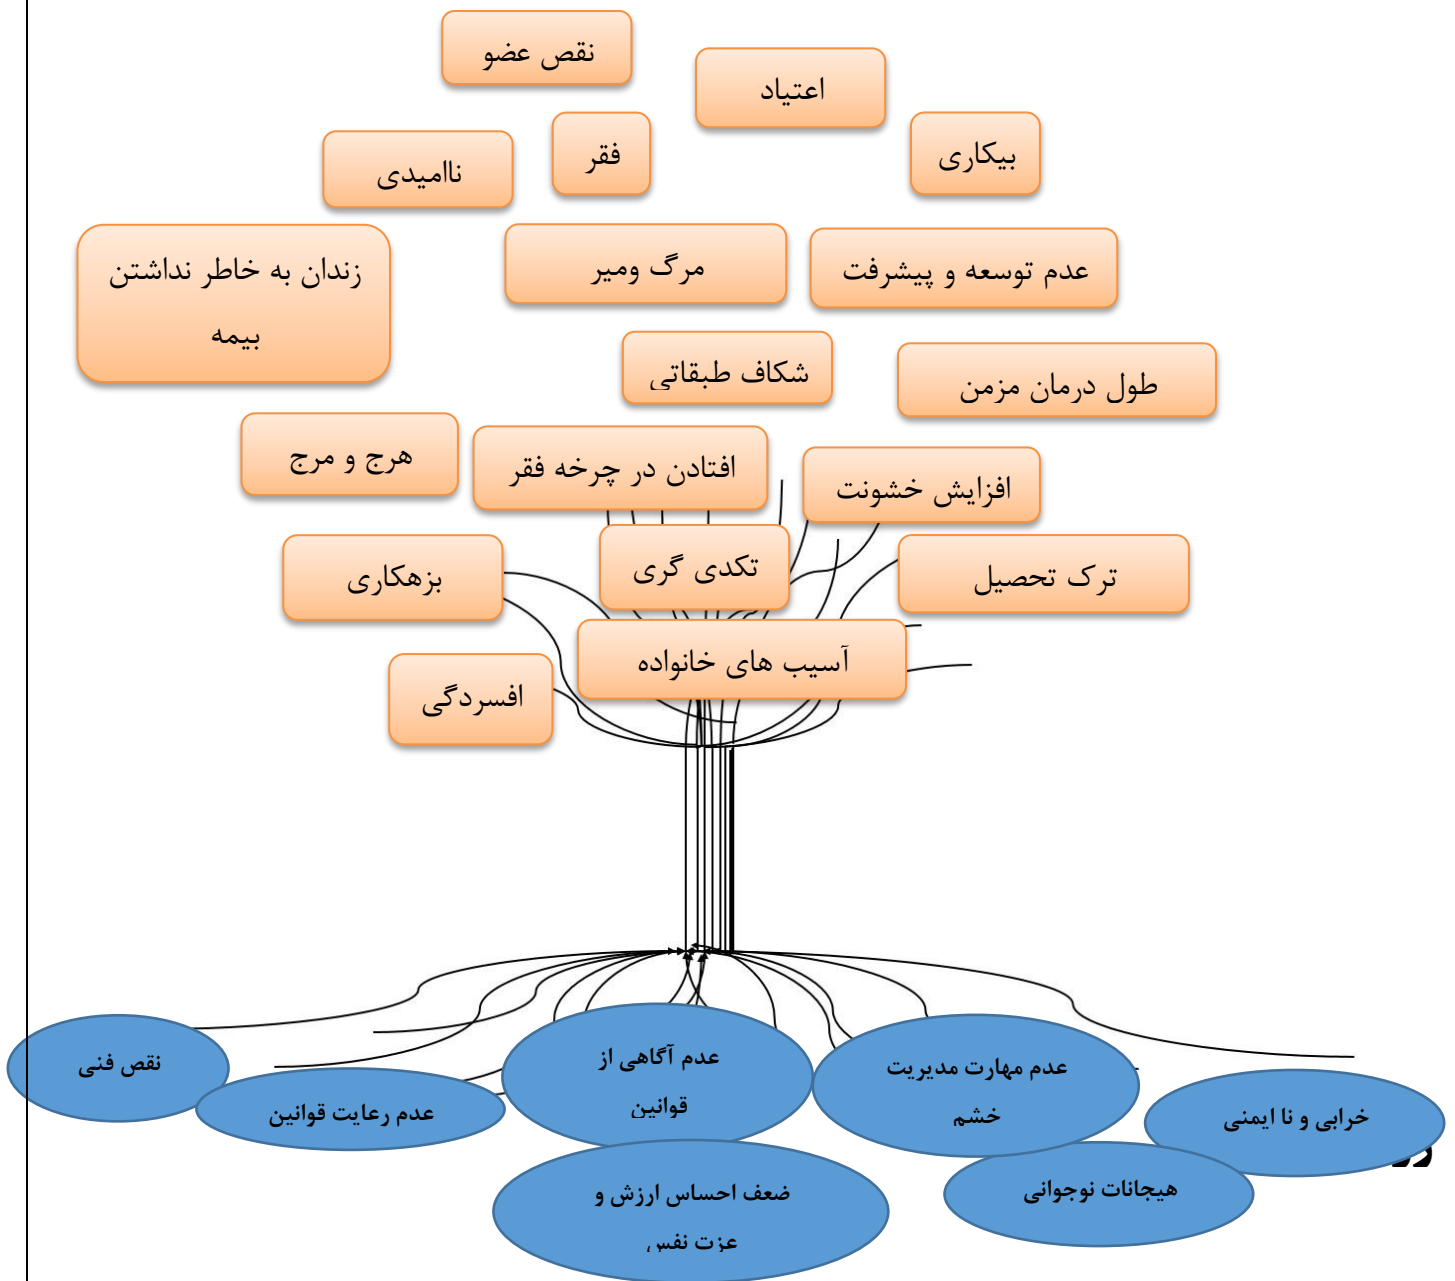 نقص عضو
اعتیاد
بیکاری
فقر
ناامیدی
زندان به خاطر نداشتن
بیمه
مرگ ومیر
عدم توسعه و پیشرفت
شکاف طبقاتی
طول درمان مزمن
هرج و مرج
افتادن در چرخه فقر
افزایش خشونت
بزهکاری
تکدی گری
ترک تحصیل
آسیب های خانواده
افسردگی
نقص فنی
عدم رعایت قوانین
عدم آگاهی از
قوانین
عدم مهارت مدیریت
خشم
خرابی و نا ایمنی
هیجانات نوجوانی
ضعف احساس ارزش و
عزت نفس